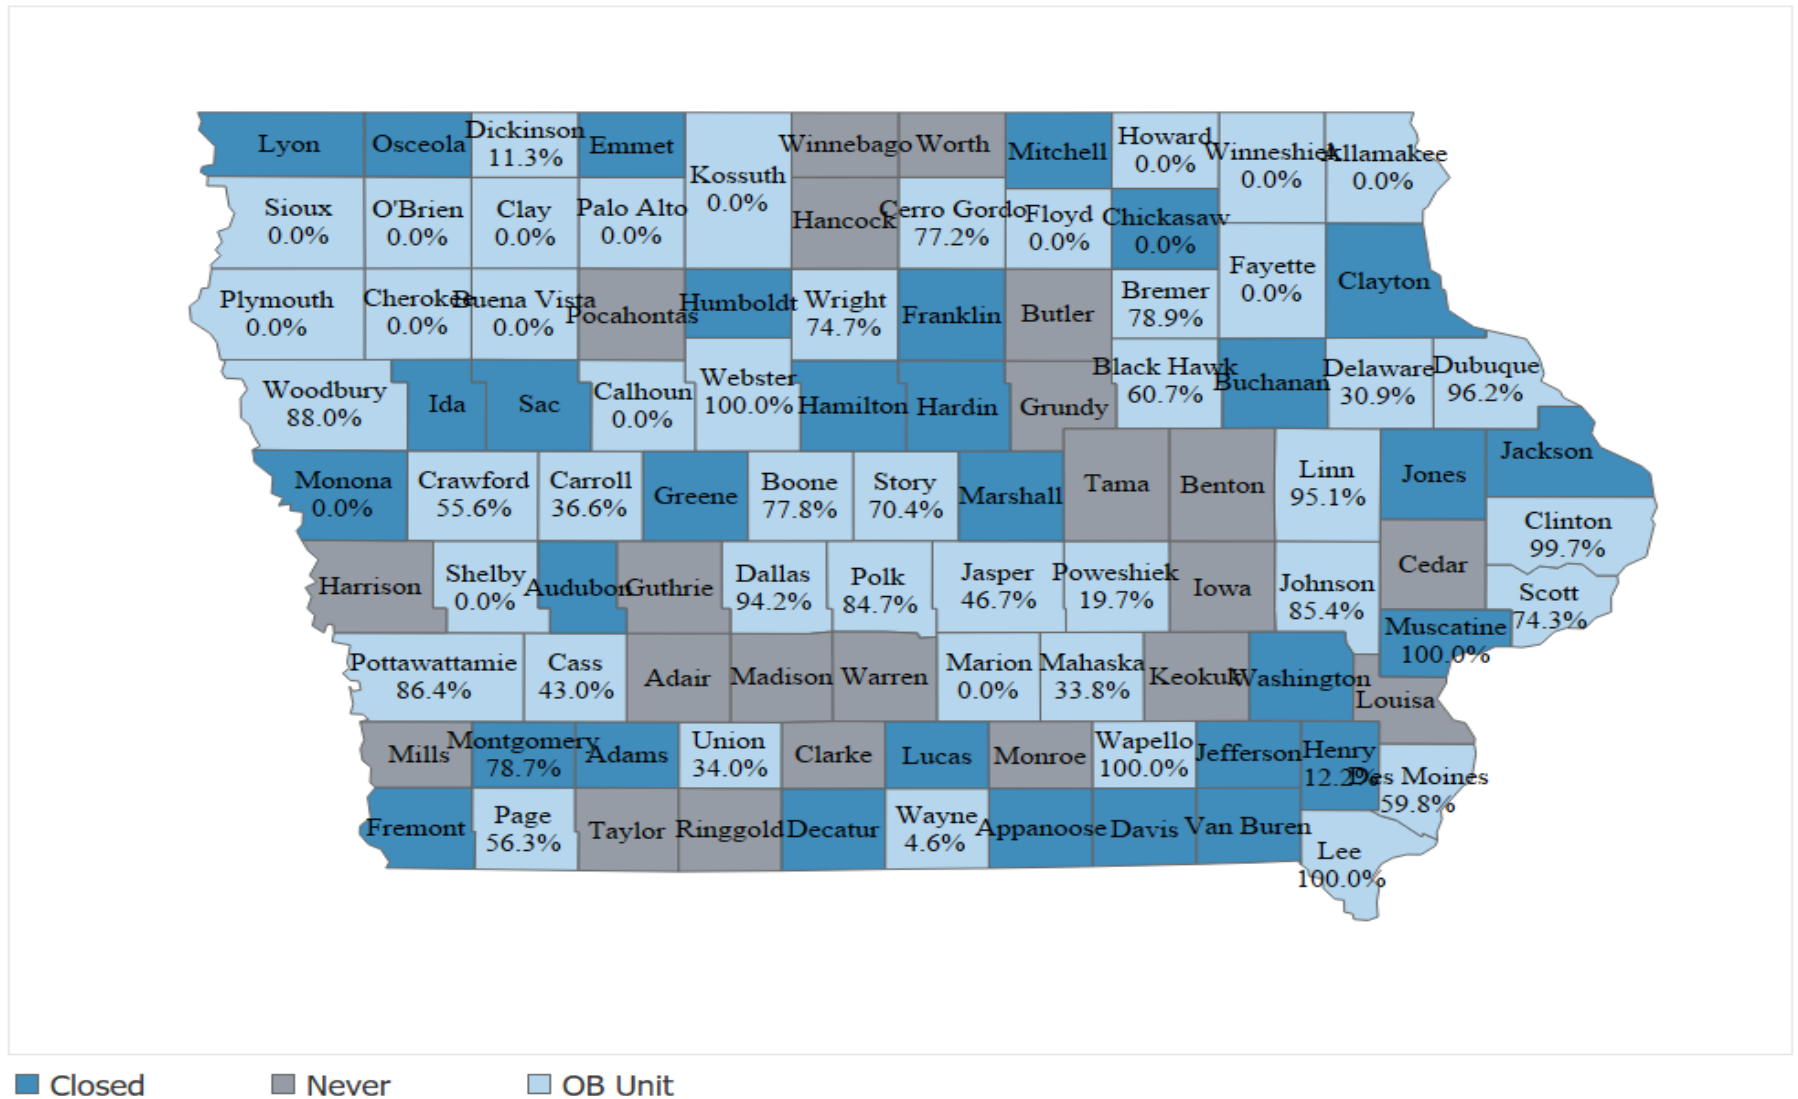 Lyon
Osceola
Dickinson
11.3%
Emmet
Kossuth
0.0%
Winnebago
Worth
Mitchell
Howard
0.0%
Winneshiek
0.0%
Allamakee
0.0%
Sioux
0.0%
O'Brien
0.0%
Clay
0.0%
Palo Alto
0.0%
Hancock
Cerro Gordo
77.2%
Floyd
0.0%
Chickasaw
0.0%
Fayette
0.0%
Clayton
Plymouth
0.0%
Cherokee
0.0%
Buena Vista
0.0%
Pocahontas
Humboldt
Wright
74.7%
Franklin
Butler
Bremer
78.9%
Woodbury
88.0%
Ida
Sac
Calhoun
0.0%
Webster
100.0%
Hamilton
Hardin
Grundy
Black Hawk
60.7%
Buchanan
Delaware
30.9%
Dubuque
96.2%
Monona
0.0%
Crawford
55.6%
Carroll
36.6%
Greene
Boone
77.8%
Story
70.4%
Marshall
Tama
Benton
Linn
95.1%
Jones
Jackson
Clinton
99.7%
Harrison
Shelby
0.0%
Audubon
Guthrie
Dallas
94.2%
Polk
84.7%
Jasper
46.7%
Poweshiek
19.7%
Iowa
Johnson
85.4%
Cedar
Scott
74.3%
Muscatine
100.0%
Pottawattamie
86.4%
Cass
43.0%
Adair
Madison
Warren
Marion
0.0%
Mahaska
33.8%
Keokuk
Washington
Louisa
Mills
Montgomery
78.7%
Adams
Union
34.0%
Clarke
Lucas
Monroe
Wapello
100.0%
Jefferson
Henry
12.2%
Des Moines
59.8%
Fremont
Page
56.3%
Taylor
Ringgold
Decatur
Wayne
4.6%
Appanoose
Davis
Van Buren
Lee
100.0%
Closed
Never
OB Unit